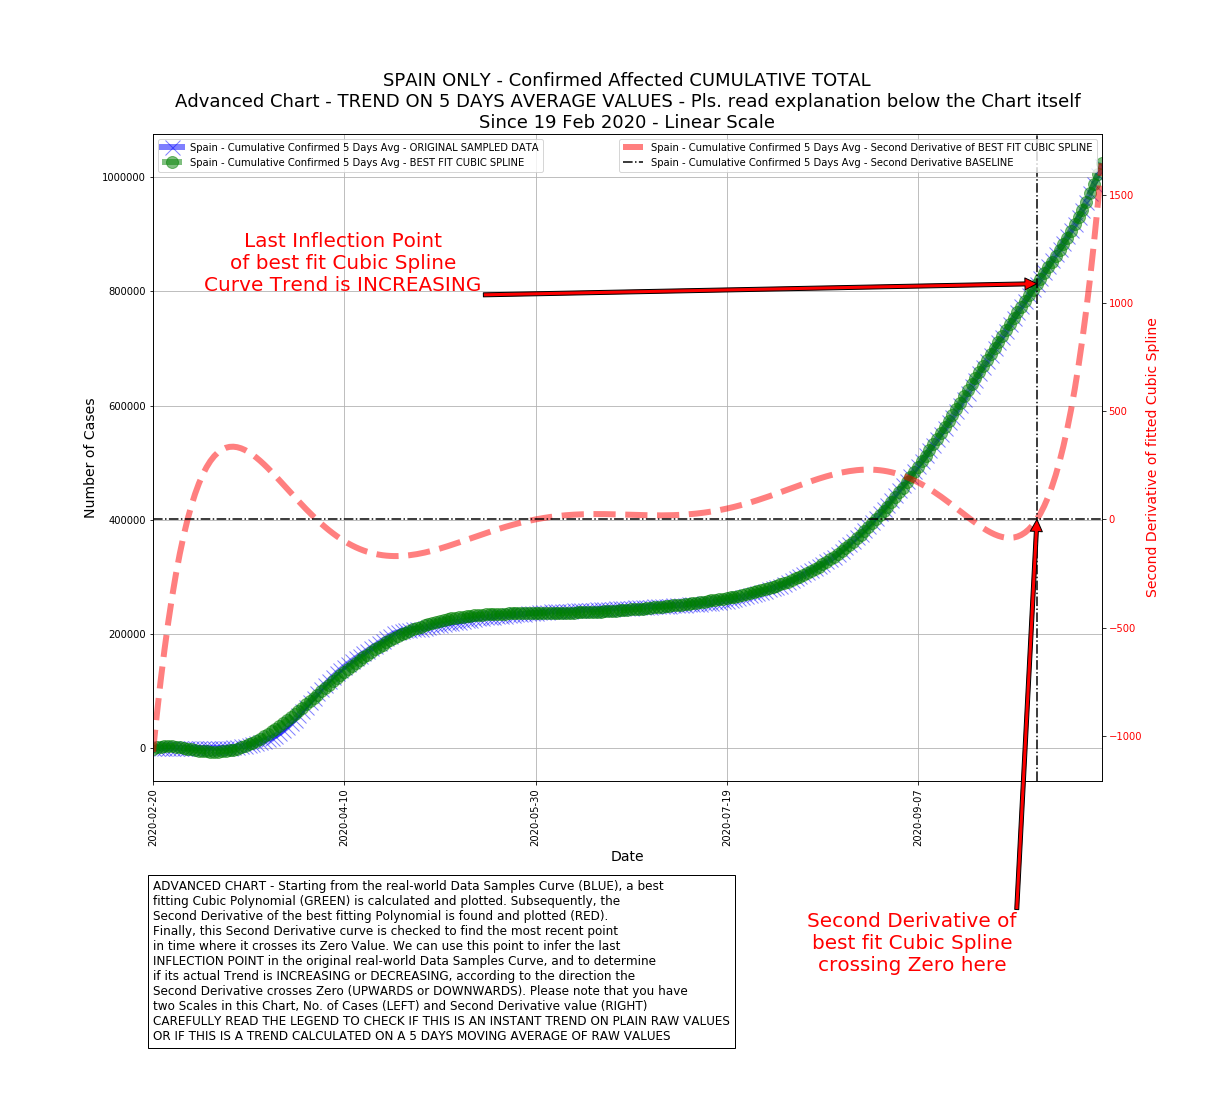 SPAIN ONLY - Confirmed Affected CUMULATIVE TOTAL
Advanced Chart - TREND ON 5 DAYS AVERAGE VALUES - Pls. read explanation below the Chart itself
Since 19 Feb 2020 - Linear Scale
Spain - Cumulative Confirmed 5 Days Avg - ORIGINAL SAMPLED DATA
Spain - Cumulative Confirmed 5 Days Avg - BEST FIT CUBIC SPLINE
Spain - Cumulative Confirmed 5 Days Avg - Second Derivative of BEST FIT CUBIC SPLINE
Spain - Cumulative Confirmed 5 Days Avg - Second Derivative BASELINE
Last Inflection Point
of best fit Cubic Spline
Curve Trend is INCREASING
Number of Cases
1000000
800000
600000
400000
200000
0
1500
1000
500
0
−500
−1000
Second Derivative of fitted Cubic Spline
2020-02-20
2020-04-10
2020-05-30
2020-07-19
2020-09-07
Date
ADVANCED CHART - Starting from the real-world Data Samples Curve (BLUE), a best
fitting Cubic Polynomial (GREEN) is calculated and plotted. Subsequently, the
Second Derivative of the best fitting Polynomial is found and plotted (RED).
Finally, this Second Derivative curve is checked to find the most recent point
in time where it crosses its Zero Value. We can use this point to infer the last
INFLECTION POINT in the original real-world Data Samples Curve, and to determine
if its actual Trend is INCREASING or DECREASING, according to the direction the
Second Derivative crosses Zero (UPWARDS or DOWNWARDS). Please note that you have
two Scales in this Chart, No. of Cases (LEFT) and Second Derivative value (RIGHT)
CAREFULLY READ THE LEGEND TO CHECK IF THIS IS AN INSTANT TREND ON PLAIN RAW VALUES
OR IF THIS IS A TREND CALCULATED ON A 5 DAYS MOVING AVERAGE OF RAW VALUES
Second Derivative of
best fit Cubic Spline
crossing Zero here